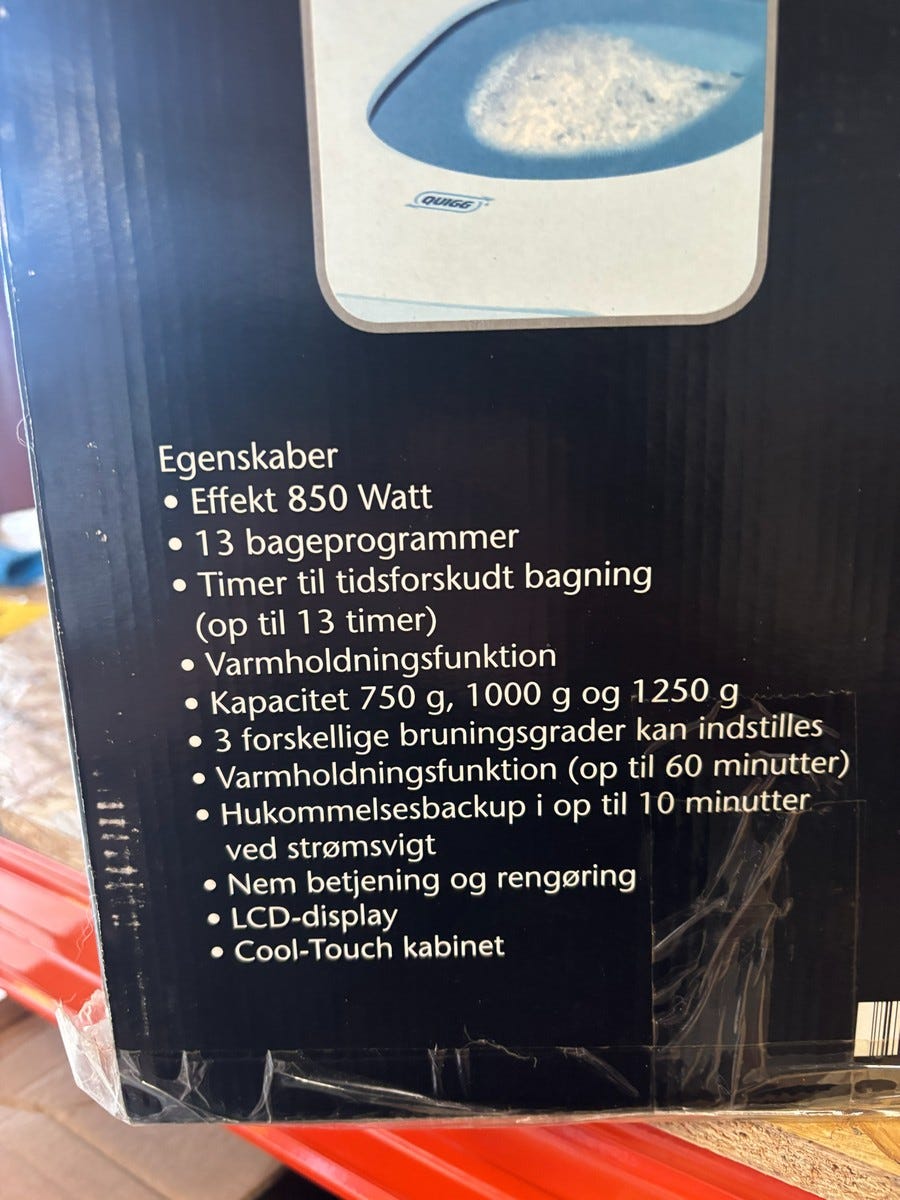 QUIGG
Egenskaber
• Effekt 850 Watt
• 13 bageprogrammer
• Timer til tidsforskudt bagning
(op til 13 timer)
• Varmholdningsfunktion
• Kapacitet 750 g, 1000 g og 1250 g
• 3 forskellige bruningsgrader kan indstilles
• Varmholdningsfunktion (op til 60 minutter)
• Hukommelsesbackup i op til 10 minutter
ved strømsvigt
• Nem betjening og rengøring
• LCD-display
• Cool-Touch kabinet